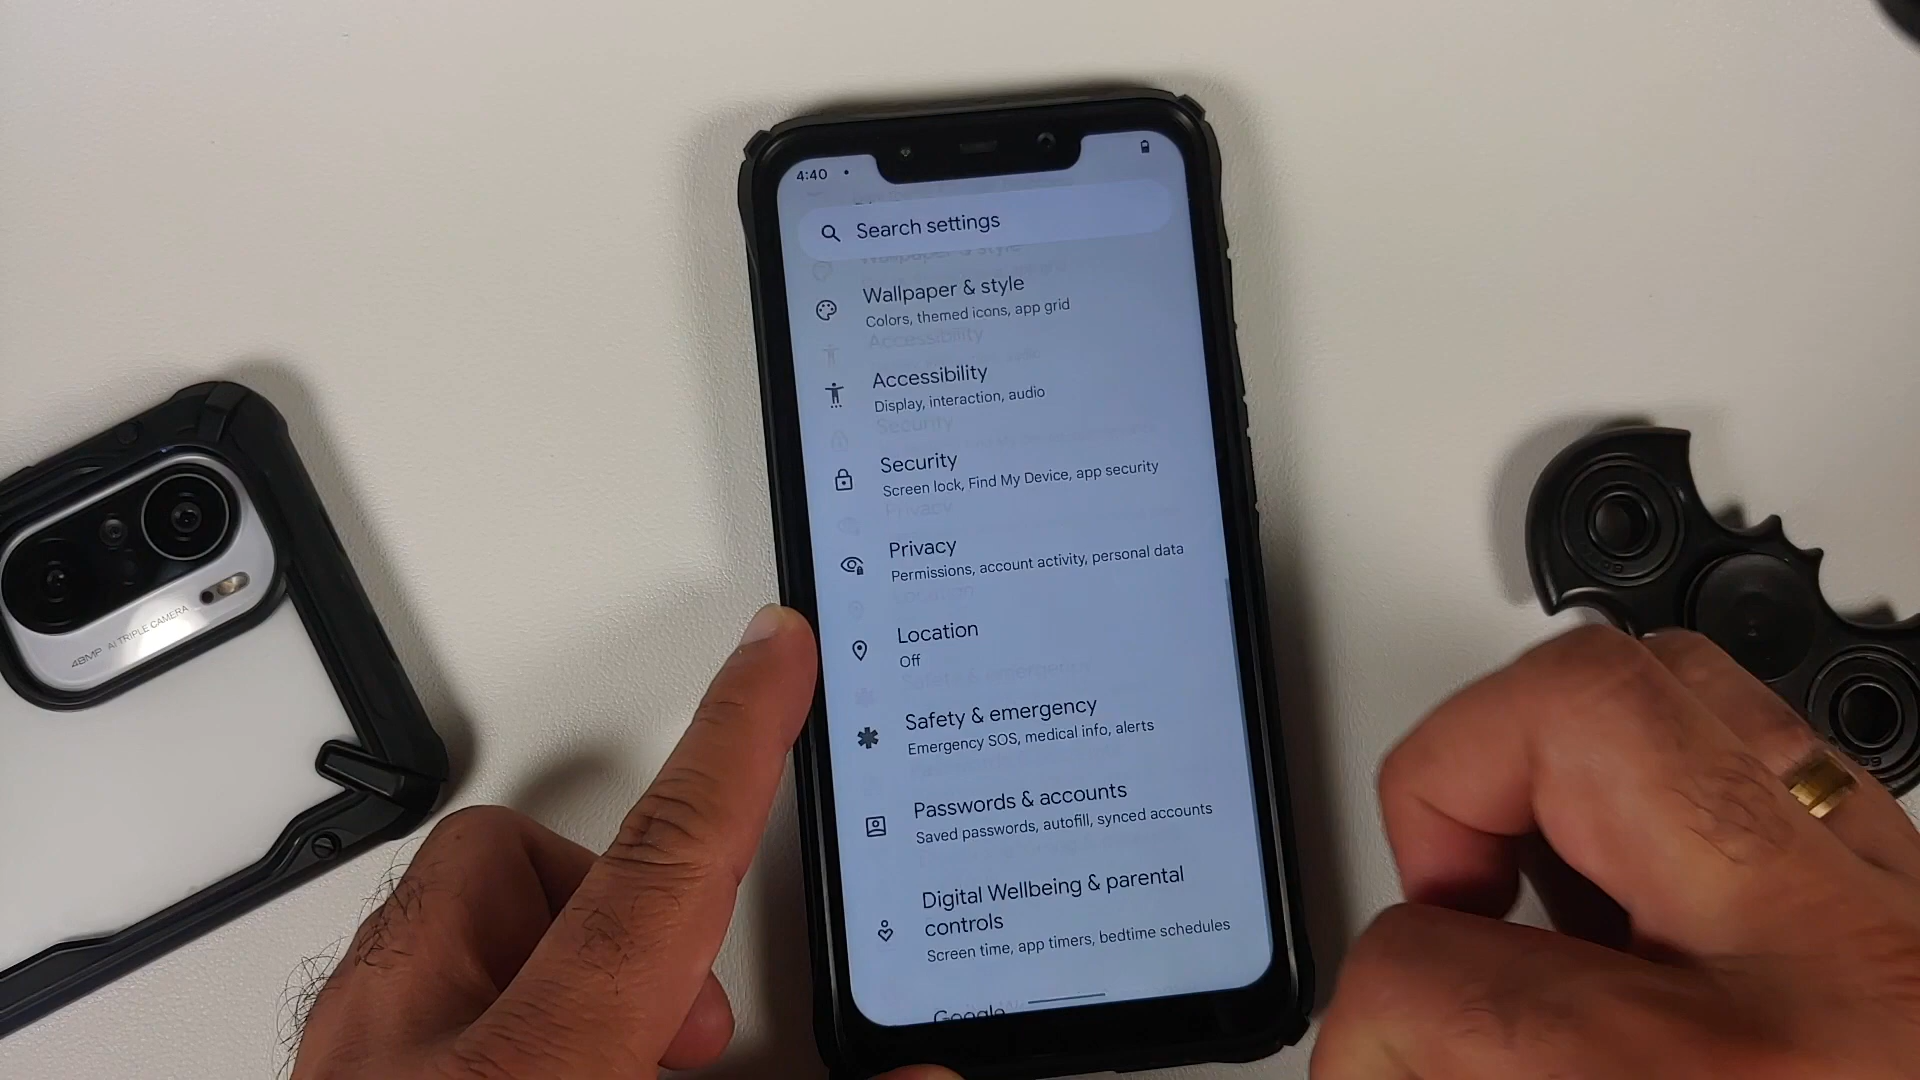 4:40
Search settings
Wallpaper & style
Colors, themed icons, app grid
Accessibility
Display, interaction, audio
Security
Screen lock, Find My Device, app security
Privacy
Permissions, account activity, personal data
Location
Off
Safety & emergency
Emergency SOS, medical info, alerts
Passwords & accounts
Saved passwords, autofill, synced accounts
Digital Wellbeing & parental
controls
Screen time, app timers, bedtime schedules
Google
48MP AI TRIPLE CAMERA